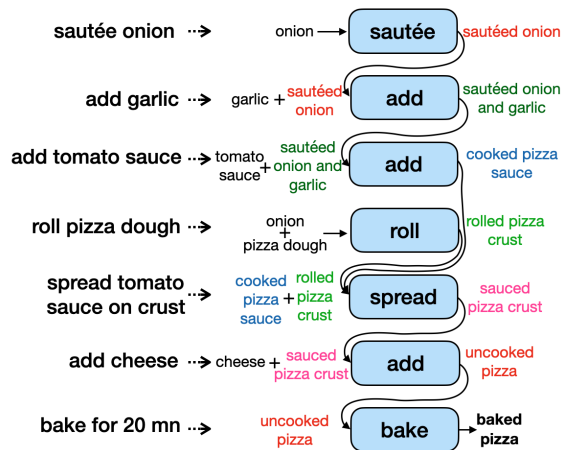 sautée onion
onion
sautée
sautéed onion
add garlic
garlic + sautéed
onion
add
sautéed onion
and garlic
add tomato sauce
tomato
sauce
+
sautéed
onion and
garlic
add
cooked pizza
sauce
roll pizza dough
onion
+
pizza dough
roll
rolled pizza
crust
spread tomato
sauce on crust
cooked
pizza
sauce
+
rolled
pizza
crust
spread
sauced
pizza crust
add cheese
cheese + sauced
pizza crust
add
uncooked
pizza
bake for 20 mn
uncooked
pizza
bake
baked
pizza